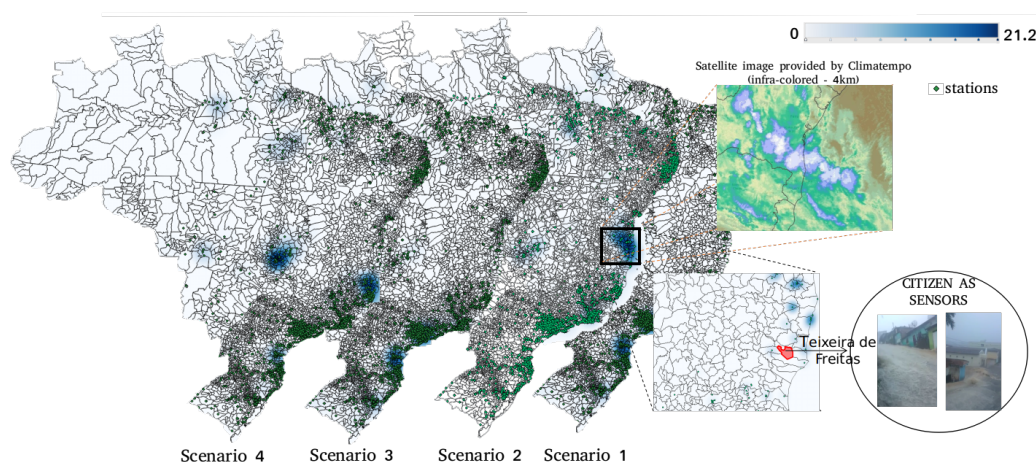 0
21.2
Satellite image provided by Climatempo
(infra-colored - 4km)
stations
CITIZEN AS
SENSORS
Teixeira de
Freitas
Scenario 4
Scenario 3
Scenario 2
Scenario 1